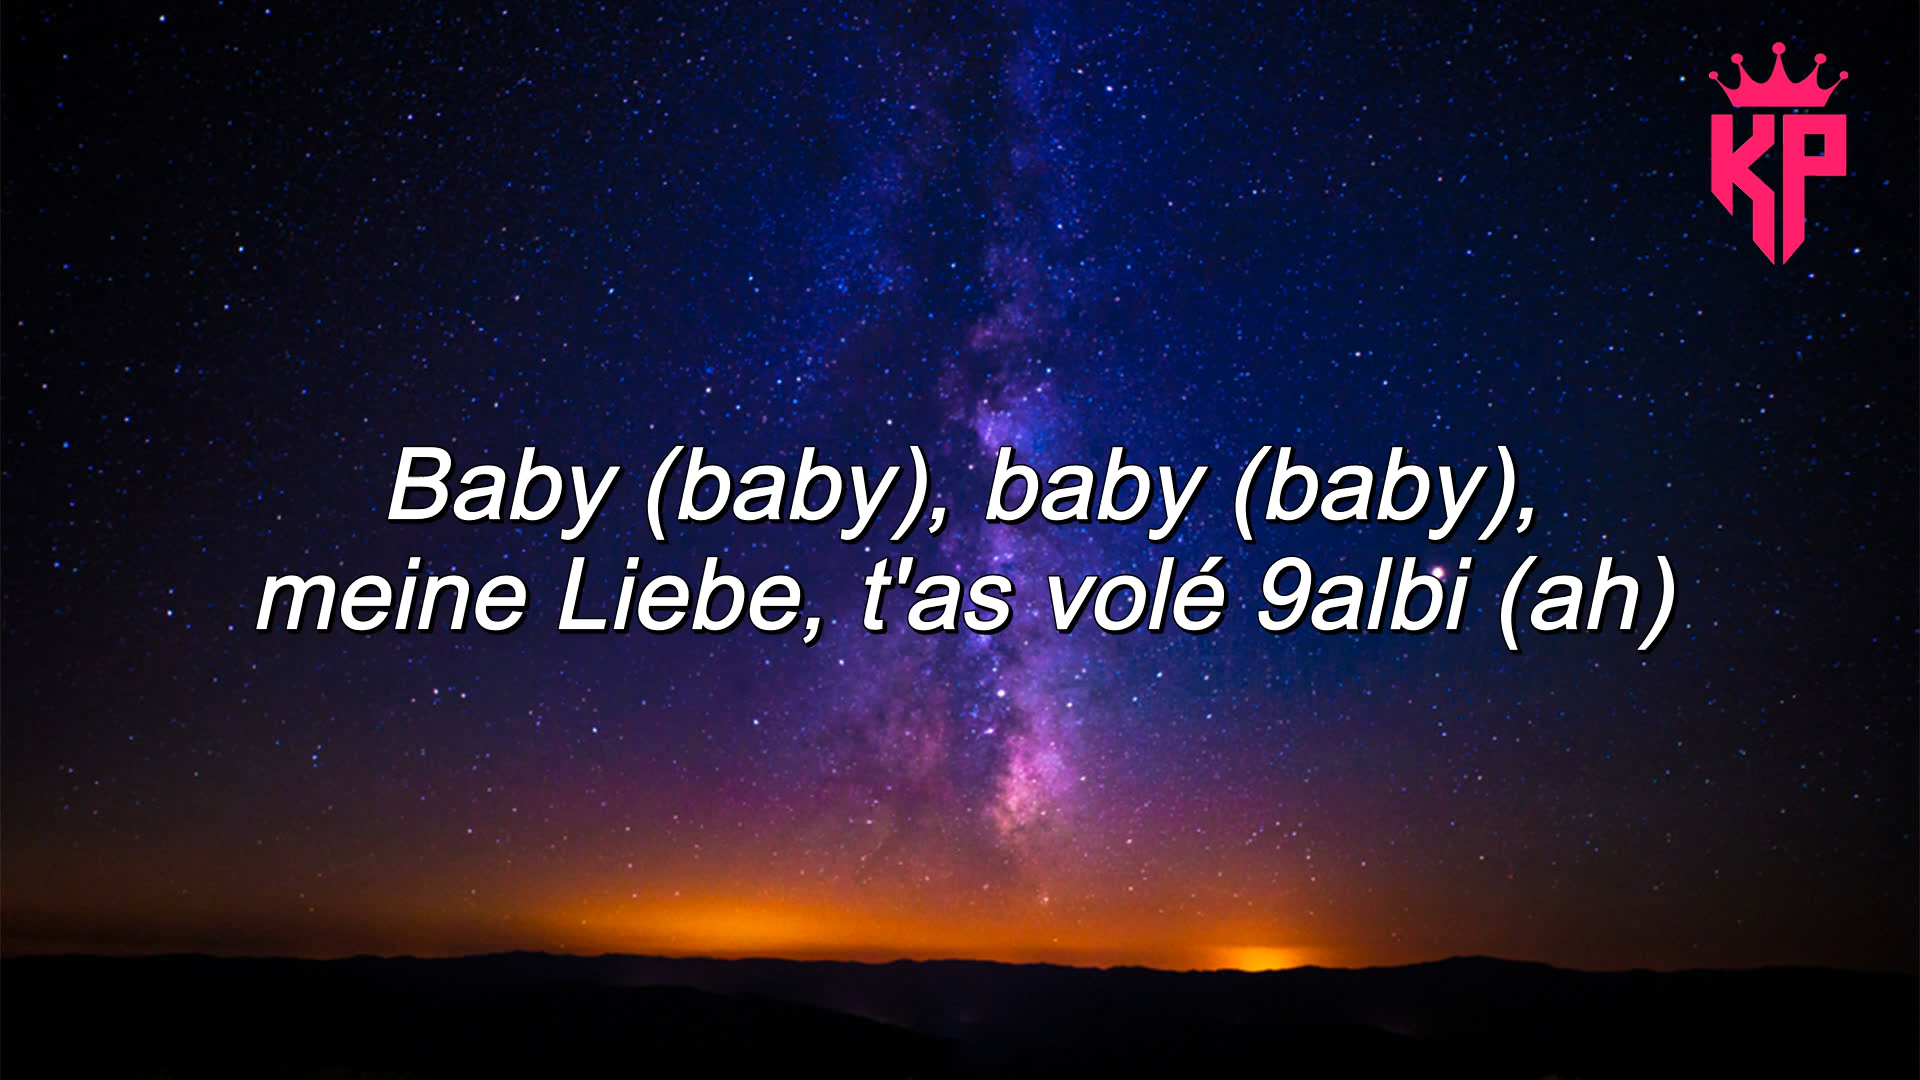 KP
Baby (baby), baby (baby),
meine Liebe, t'as volé 9albi (ah)